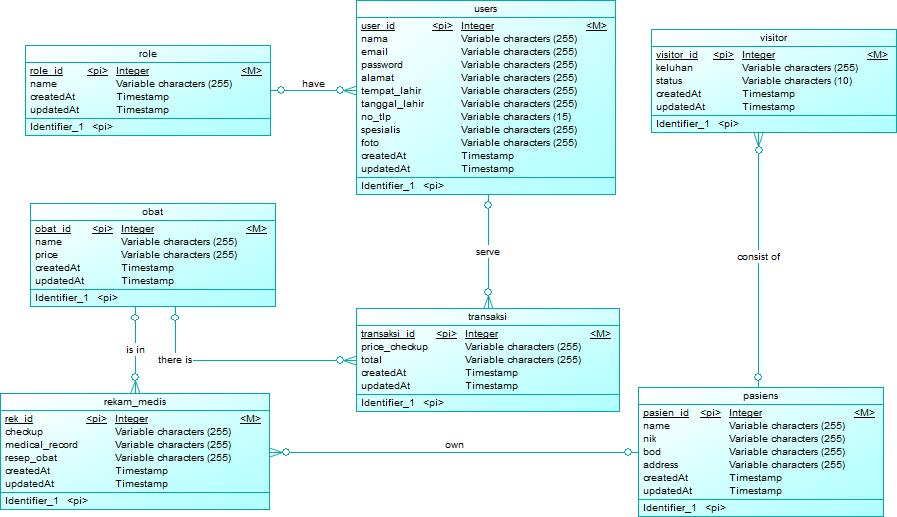 users
user_id <pi> Integer <M>
nama Variable characters (255)
email Variable characters (255)
password Variable characters (255)
alamat Variable characters (255)
tempat_lahir Variable characters (255)
tanggal_lahir Variable characters (255)
no_tlp Variable characters (15)
spesialis Variable characters (255)
foto Variable characters (255)
createdAt Timestamp
updatedAt Timestamp
Identifier_1 <pi>
visitor
visitor_id <pi> Integer <M>
keluhan Variable characters (255)
status Variable characters (10)
createdAt Timestamp
updatedAt Timestamp
Identifier_1 <pi>
role
role_id <pi> Integer <M>
name Variable characters (255)
createdAt Timestamp
updatedAt Timestamp
Identifier_1 <pi>
have
obat
obat_id <pi> Integer <M>
name Variable characters (255)
price Variable characters (255)
createdAt Timestamp
updatedAt Timestamp
Identifier_1 <pi>
serve
consist of
is in
there is
transaksi
transaksi_id <pi> Integer <M>
price_checkup Variable characters (255)
total Variable characters (255)
createdAt Timestamp
updatedAt Timestamp
Identifier_1 <pi>
rekam_medis
rek_id <pi> Integer <M>
checkup Variable characters (255)
medical_record Variable characters (255)
resep_obat Variable characters (255)
createdAt Timestamp
updatedAt Timestamp
Identifier_1 <pi>
own
pasiens
pasien_id <pi> Integer <M>
name Variable characters (255)
nik Variable characters (255)
bod Variable characters (255)
address Variable characters (255)
createdAt Timestamp
updatedAt Timestamp
Identifier_1 <pi>